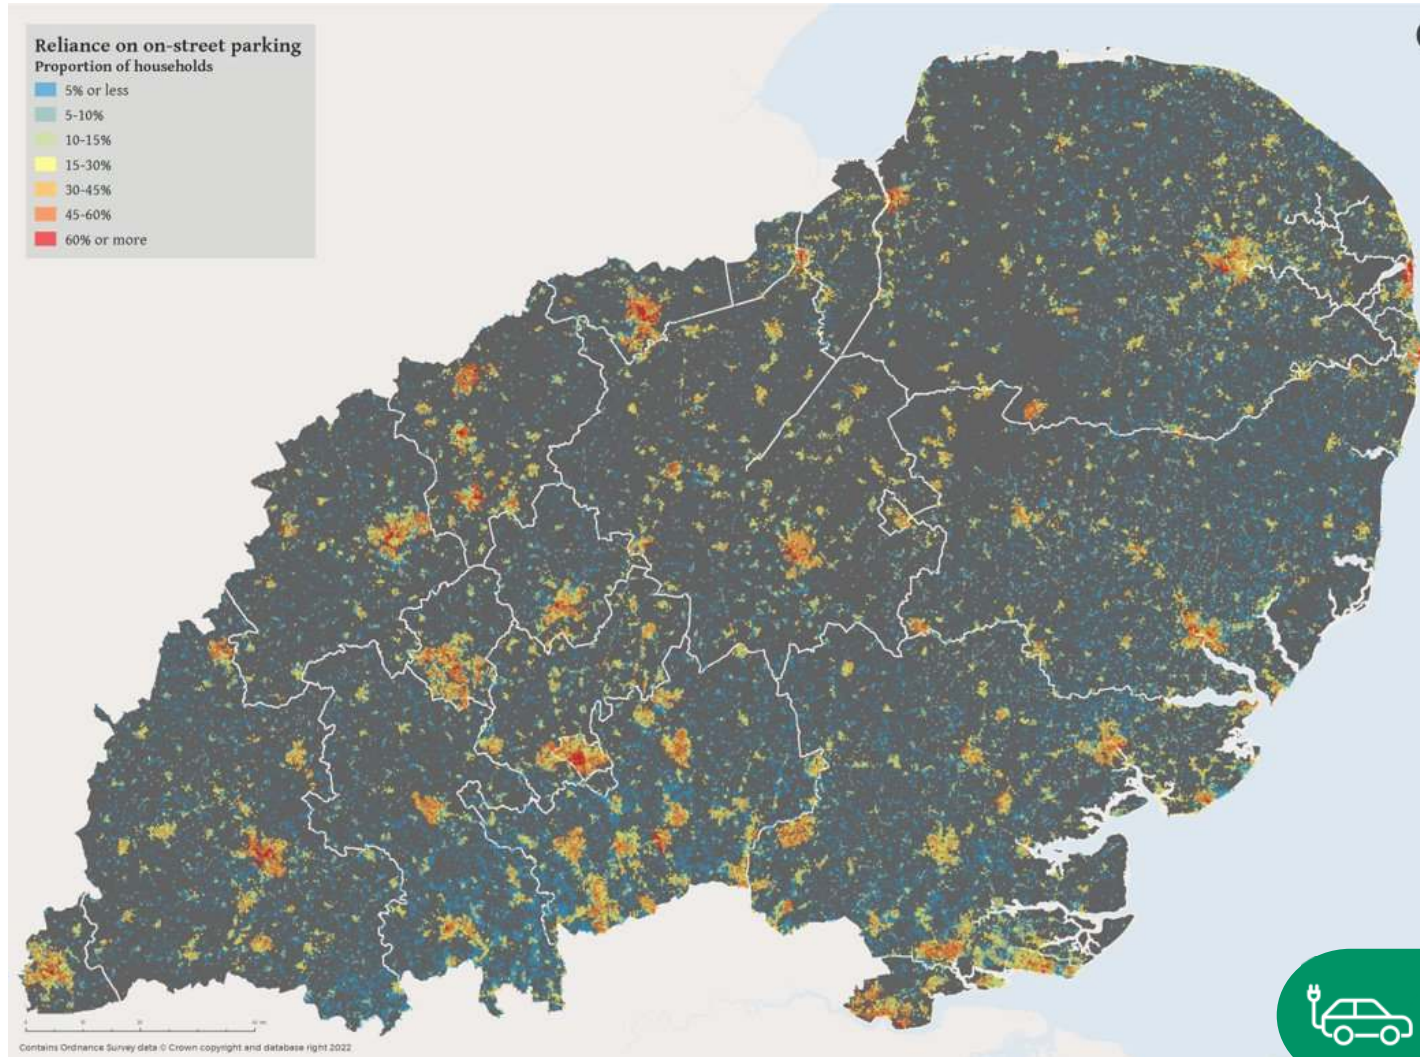 Reliance on on-street parking
Proportion of households
5% or less
5-10%
10-15%
15-30%
30-45%
45-60%
60% or more
Contains Ordnance Survey data © Crown copyright and database right 2022